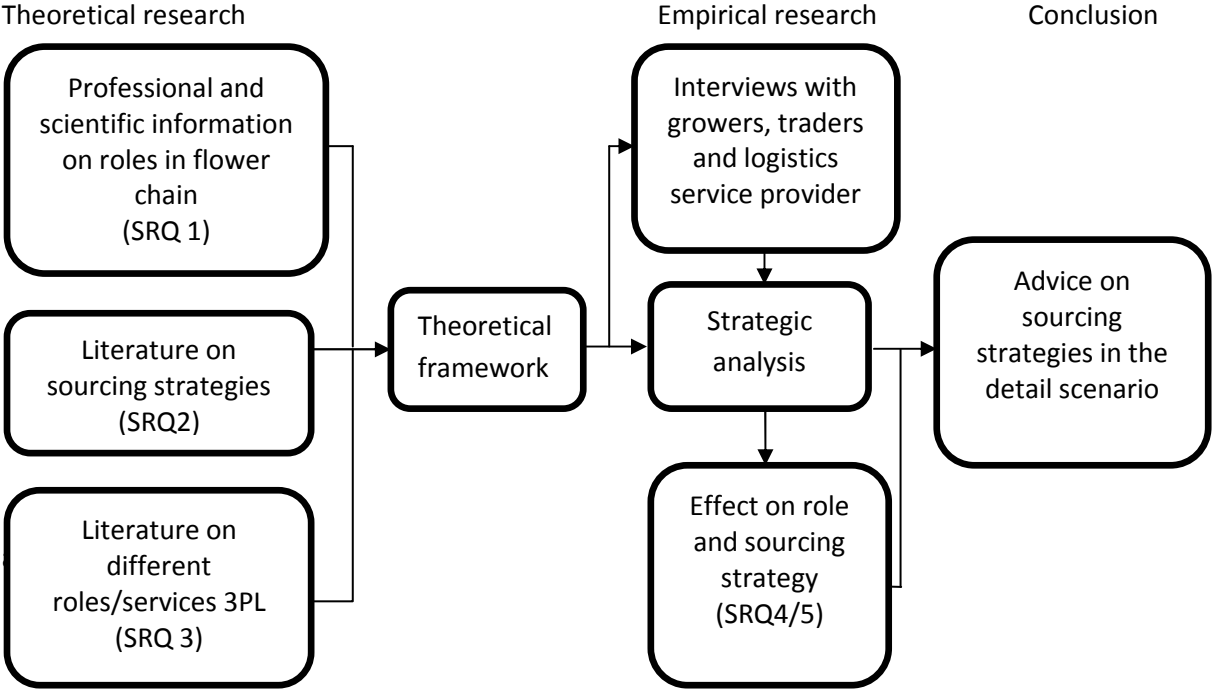 Theoretical research
Empirical research
Conclusion
Professional and
scientific information
on roles in flower
chain
(SRQ 1)
Literature on
sourcing strategies
(SRQ2)
Literature on
different
roles/services 3PL
(SRQ 3)
Theoretical
framework
Interviews with
growers, traders
and logistics
service provider
Strategic
analysis
Effect on role
and sourcing
strategy
(SRQ4/5)
Advice on
sourcing
strategies in the
detail scenario